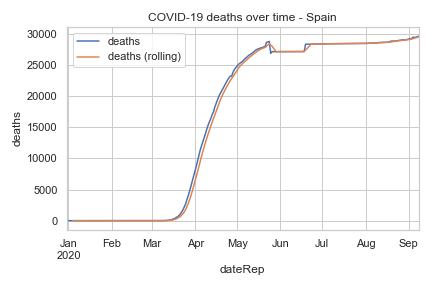 COVID-19 deaths over time - Spain
deaths
deaths (rolling)
30000
25000
20000
15000
10000
5000
0
deaths
Jan Feb Mar Apr May Jun Jul Aug Sep
2020
dateRep